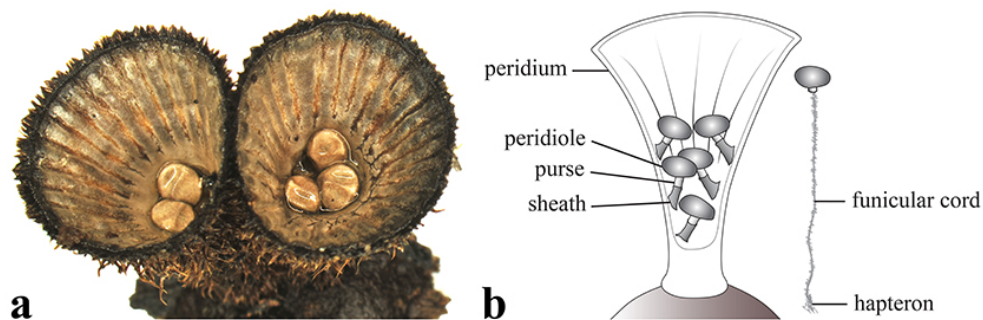 a
b
peridium
peridiole
purse
sheath
funicular cord
hapteron